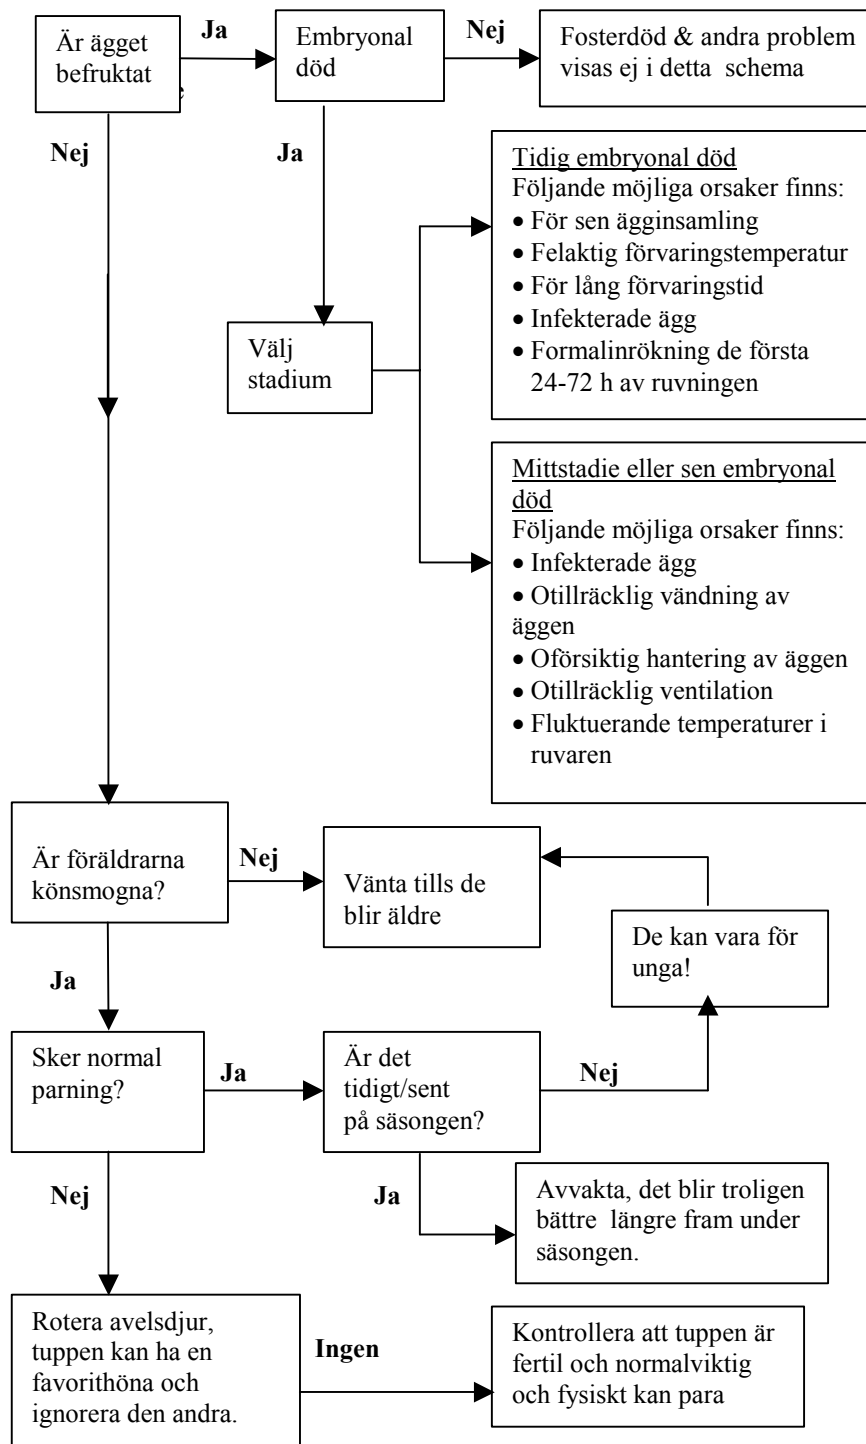 Är ägget
befruktat
Ja
Embryonal
död
Nej
Fosterdöd & andra problem
visas ej i detta schema
Nej
Ja
Tidig embryonal död
Följande möjliga orsaker finns:
• För sen ägginsamling
• Felaktig förvaringstemperatur
• För lång förvaringstid
• Infekterade ägg
• Formalinrökning de första
24-72 h av ruvningen
Välj
stadium
Mittstadie eller sen embryonal
död
Följande möjliga orsaker finns:
• Infekterade ägg
• Otillräcklig vändning av
äggen
• Oförsiktig hantering av äggen
• Otillräcklig ventilation
• Fluktuerande temperaturer i
ruvaren
Är föräldrarna
könsmogna?
Nej
Vänta tills de
blir äldre
De kan vara för
unga!
Ja
Sker normal
parning?
Ja
Är det
tidigt/sent
på säsongen?
Nej
Nej
Ja
Avvakta, det blir troligen
bättre längre fram under
säsongen.
Rotera avelsdjur,
tuppen kan ha en
favorithöna och
ignorera den andra.
Ingen
Kontrollera att tuppen är
fertil och normalviktig
och fysiskt kan para